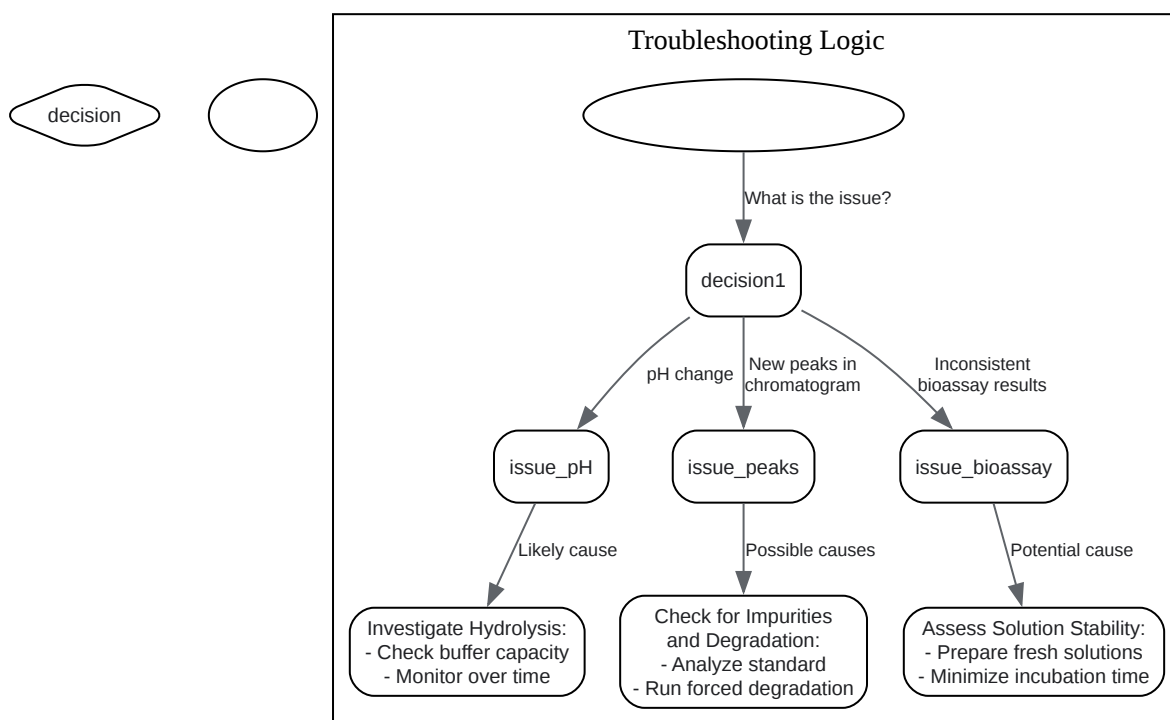 Troubleshooting Logic
decision
What is the issue?
decision1
pH change
New peaks in
chromatogram
Inconsistent
bioassay results
issue_pH
issue_peaks
issue_bioassay
Likely cause
Possible causes
Potential cause
Investigate Hydrolysis:
- Check buffer capacity
- Monitor over time
Check for Impurities
and Degradation:
- Analyze standard
- Run forced degradation
Assess Solution Stability:
- Prepare fresh solutions
- Minimize incubation time